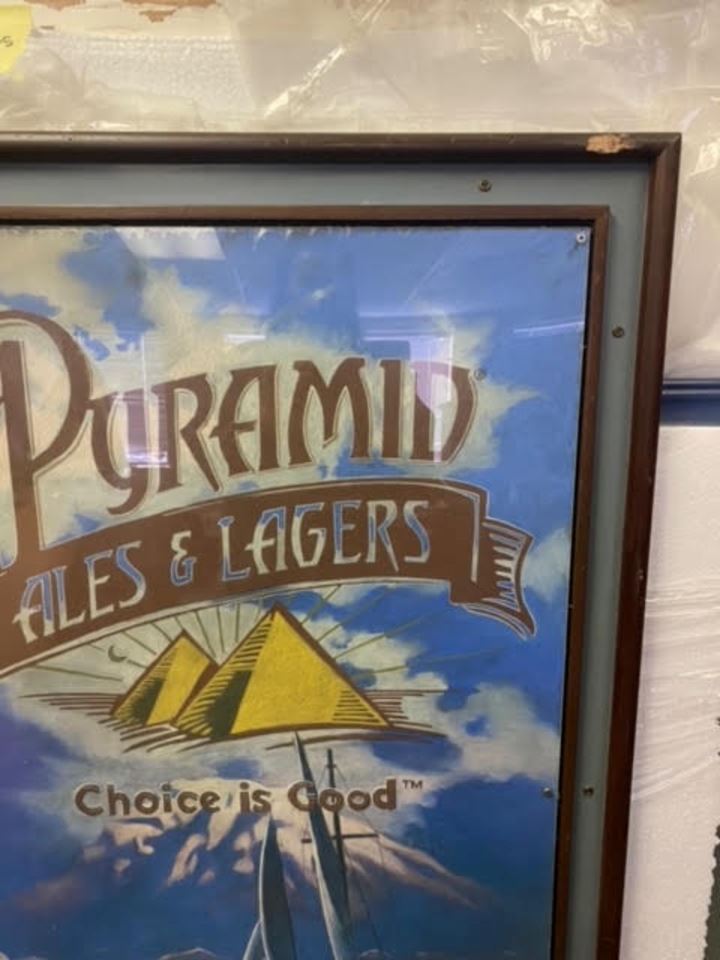 PYRAMID®
ALES & LAGERS
Choice is Good™